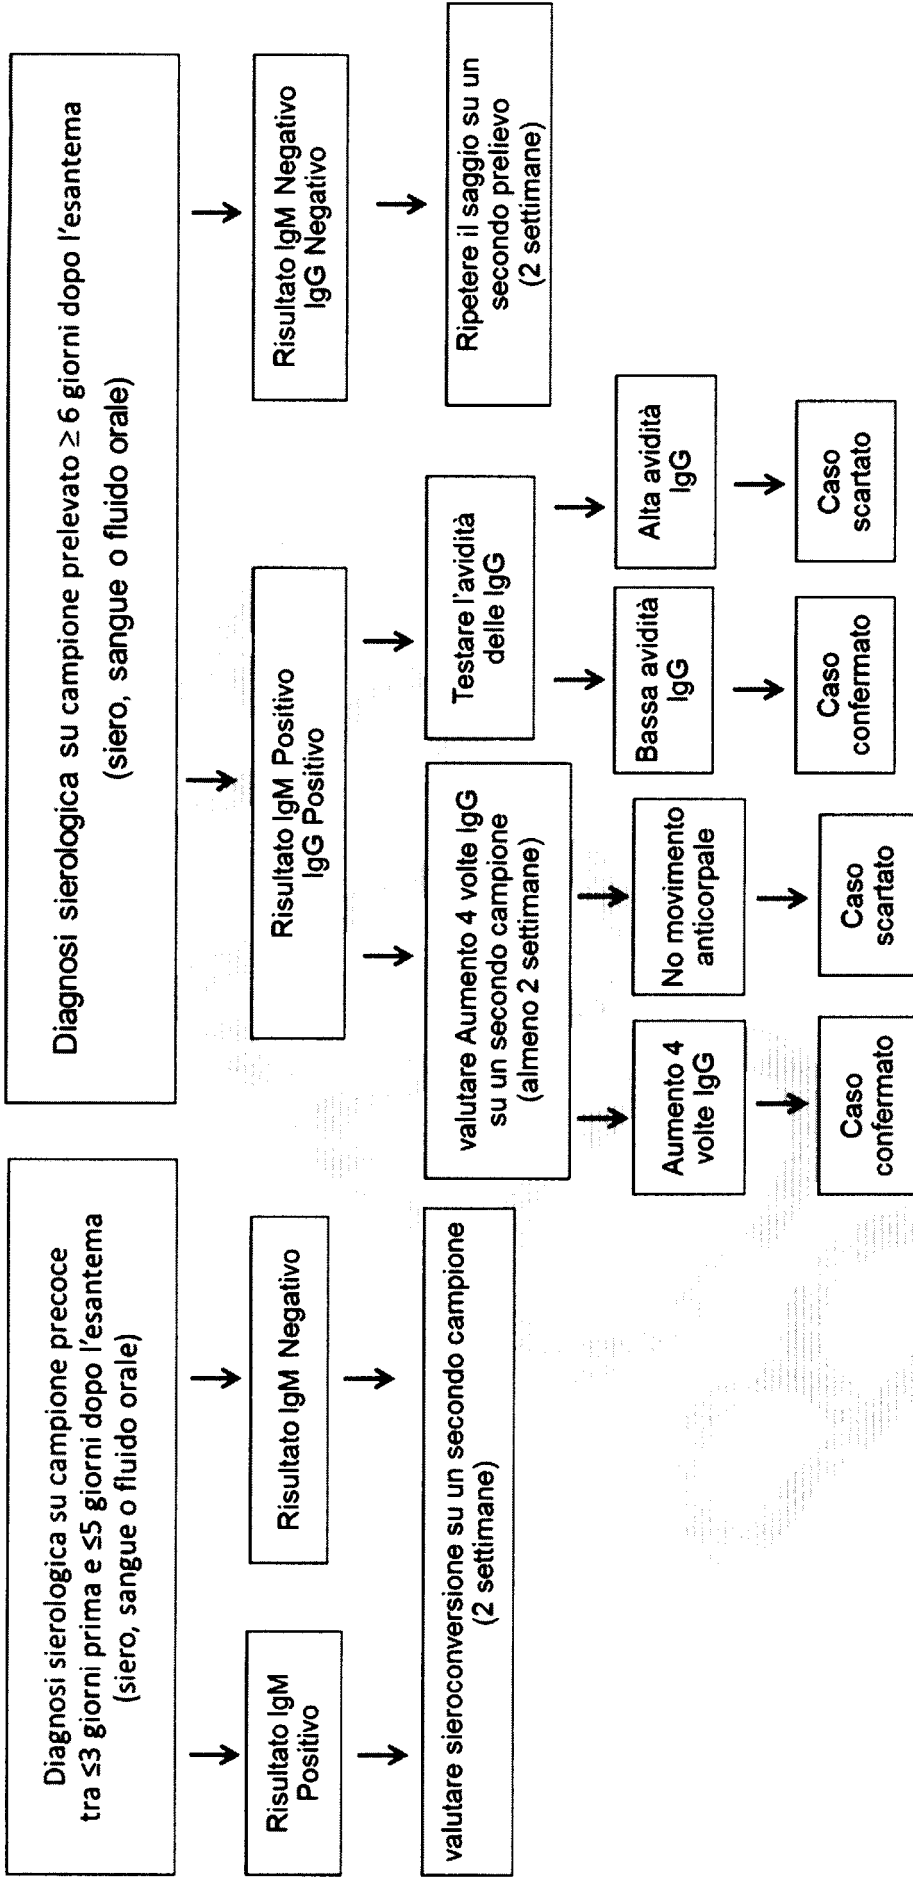 Diagnosi sierologica su campione precoce
tra ≤3 giorni prima e ≤5 giorni dopo l'esantema
(siero, sangue o fluido orale)
Risultato IgM
Positivo
Risultato IgM Negativo
valutare sieroconversione su un secondo campione
(2 settimane)
Diagnosi sierologica su campione prelevato ≥ 6 giorni dopo l'esantema
(siero, sangue o fluido orale)
Risultato IgM Positivo
IgG Positivo
Risultato IgM Negativo
IgG Negativo
valutare Aumento 4 volte IgG
su un secondo campione
(almeno 2 settimane)
Testare l'avidità
delle IgG
Ripetere il saggio su un
secondo prelievo
(2 settimane)
Aumento 4
volte IgG
No movimento
anticorpale
Bassa avidità
IgG
Alta avidità
IgG
Caso
confermato
Caso
scartato
Caso
confermato
Caso
scartato